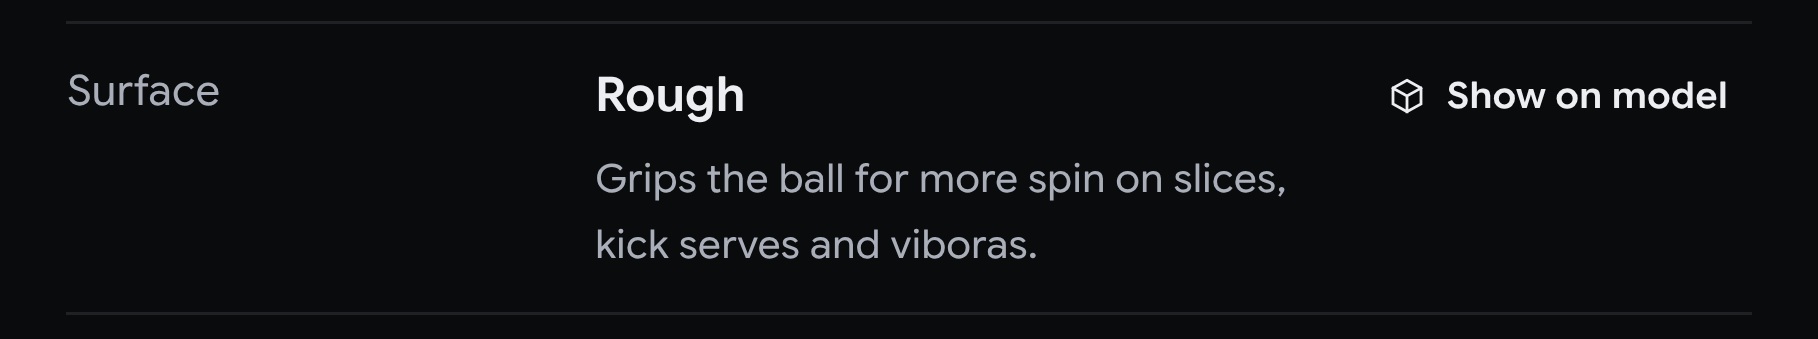 Surface
Rough
Show on model
Grips the ball for more spin on slices,
kick serves and viboras.